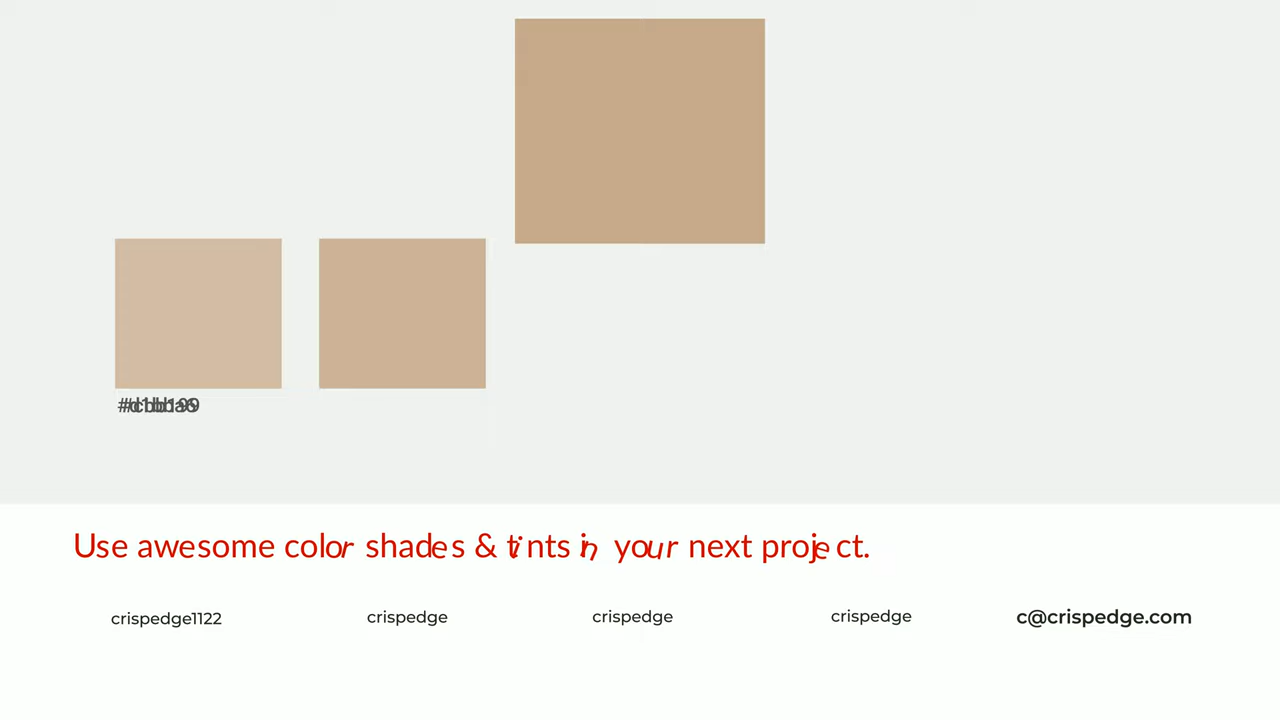 Use awesome color shades & tints in your next project.
crispedge1122 crispedge crispedge crispedge c@crispedge.com